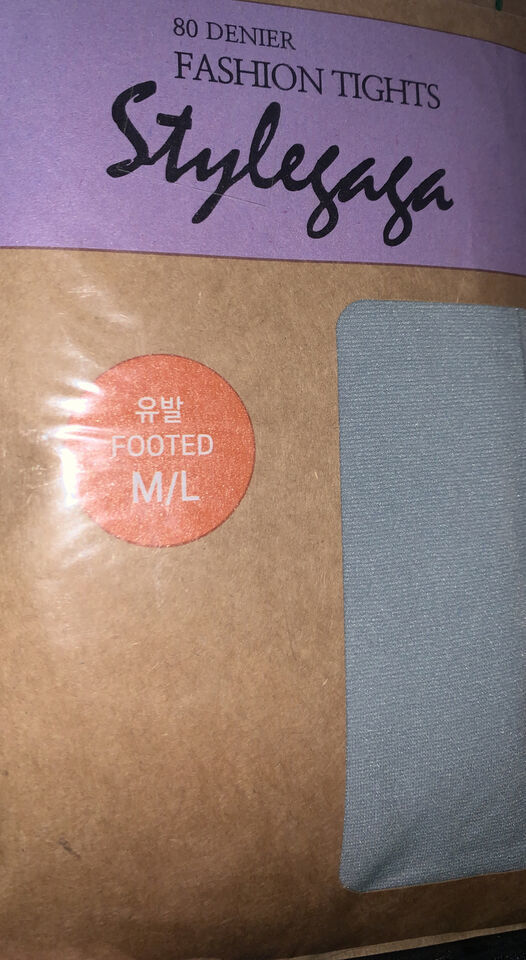 80 DENIER
FASHION TIGHTS
Stylegaga
유발
FOOTED
M/L